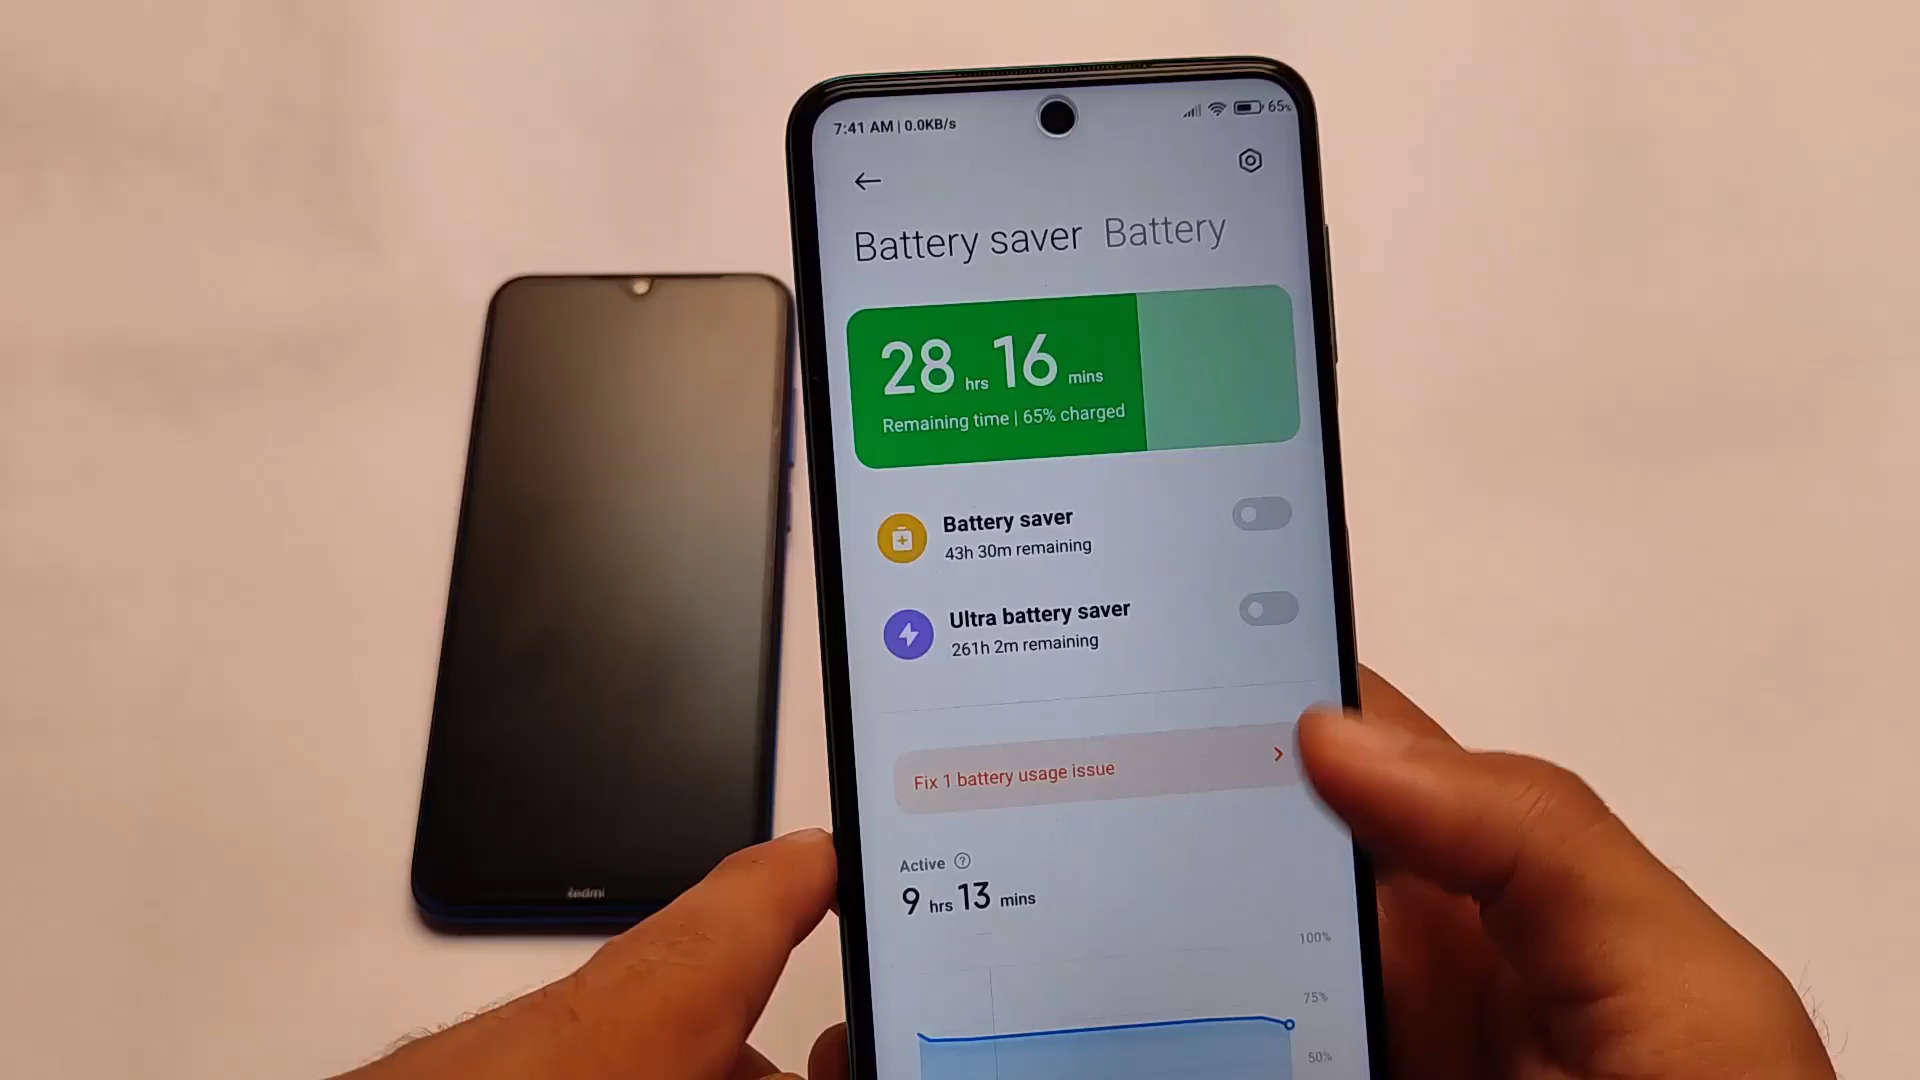 7:41 AM | 0.0KB/s
65%
Battery saver Battery
28 hrs 16 mins
Remaining time | 65% charged
Battery saver
43h 30m remaining
Ultra battery saver
261h 2m remaining
Fix 1 battery usage issue
Active ?
9 hrs 13 mins
100%
75%
50%
Redmi